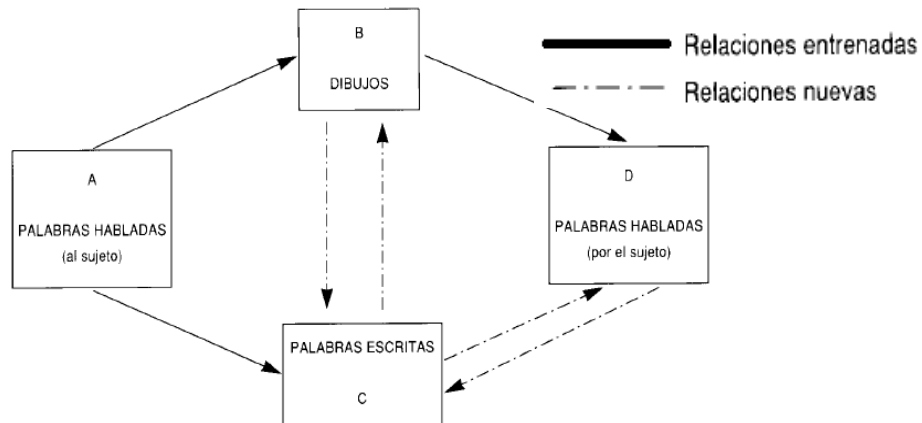 B
DIBUJOS
Relaciones entrenadas
Relaciones nuevas
A
PALABRAS HABLADAS
(al sujeto)
D
PALABRAS HABLADAS
(por el sujeto)
PALABRAS ESCRITAS
C